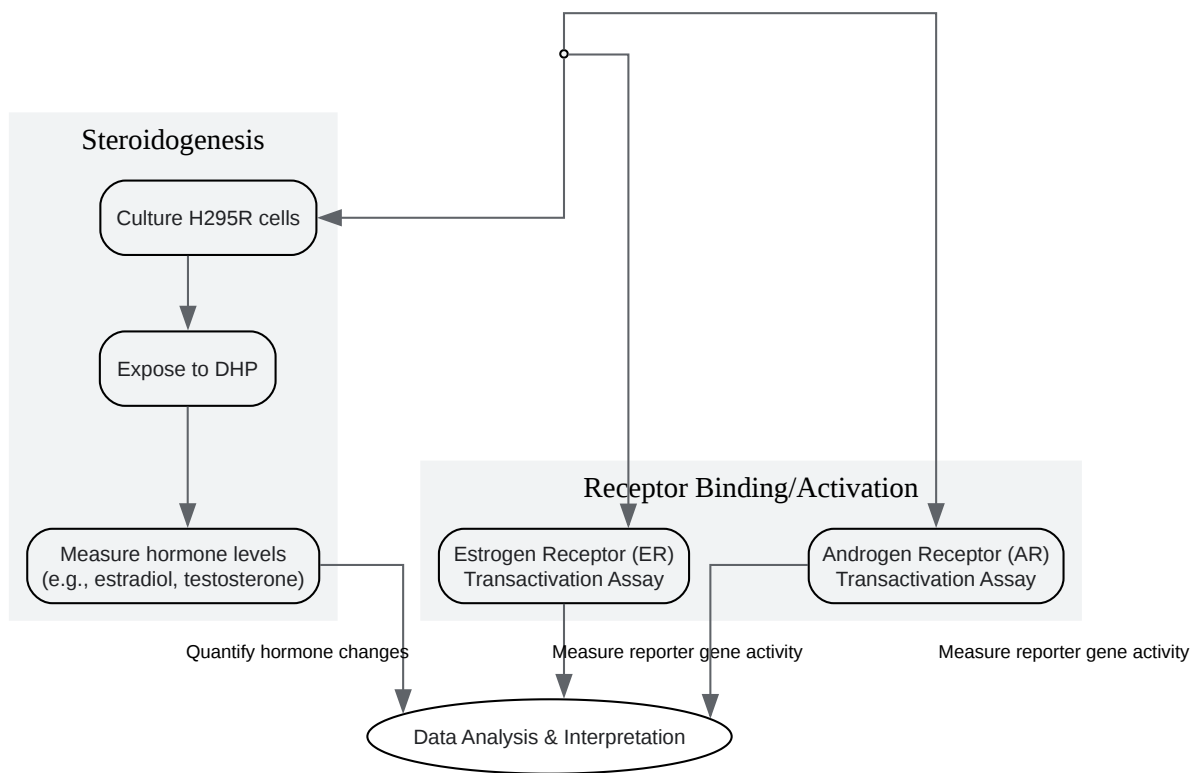 Steroidogenesis
Culture H295R cells
Expose to DHP
Measure hormone levels
(e.g., estradiol, testosterone)
Receptor Binding/Activation
Estrogen Receptor (ER)
Transactivation Assay
Androgen Receptor (AR)
Transactivation Assay
Quantify hormone changes
Measure reporter gene activity
Measure reporter gene activity
Data Analysis & Interpretation